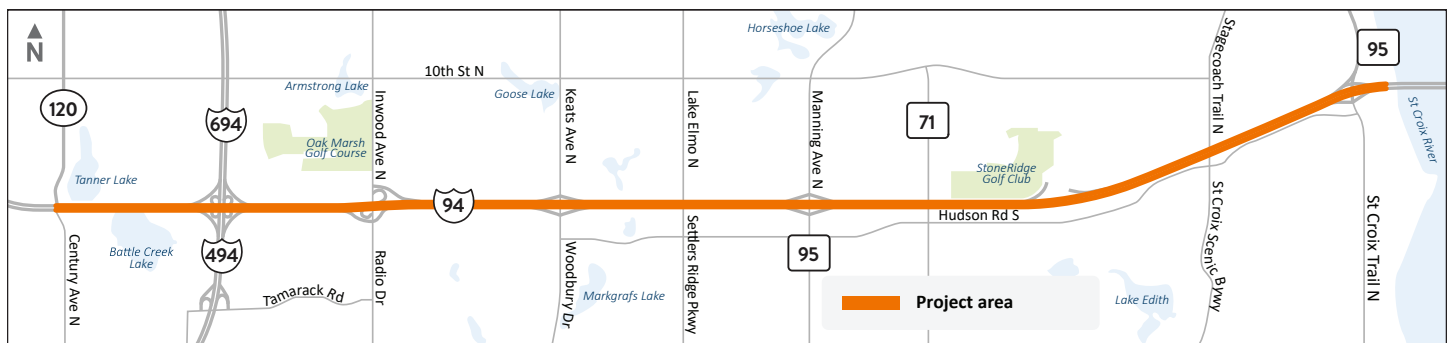 N
120
694
Armstrong Lake
Oak Marsh
Golf Course
Inwood Ave N
10th St N
Goose Lake
Keats Ave N
Lake Elmo N
Horseshoe Lake
Manning Ave N
71
StoneRidge
Golf Club
Stagecoach Trail N
95
St Croix River
Tanner Lake
94
Hudson Rd S
Century Ave N
Battle Creek
Lake
494
Tamarack Rd
Radio Dr
Woodbury Dr
Markgrafs Lake
Settlers Ridge Pkwy
95
Lake Edith
St Croix Scenic Bywy
St Croix Trail N
Project area